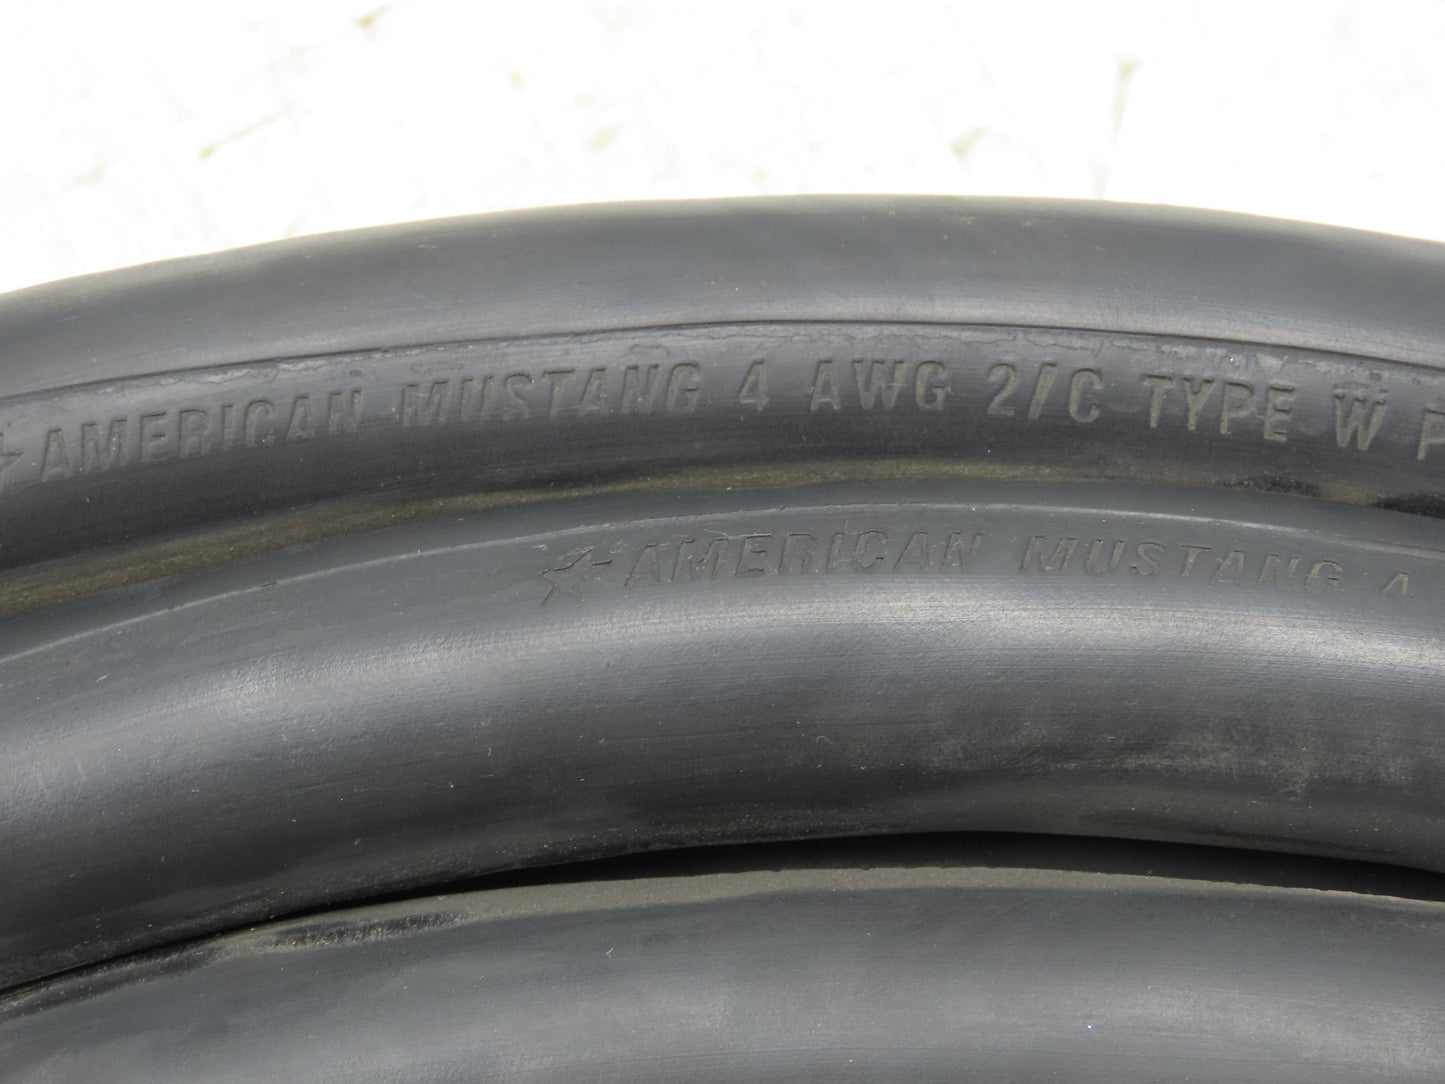 ★AMERICAN MUSTANG 4 AWG 2/C TYPE W P
★AMERICAN MUSTANG 4